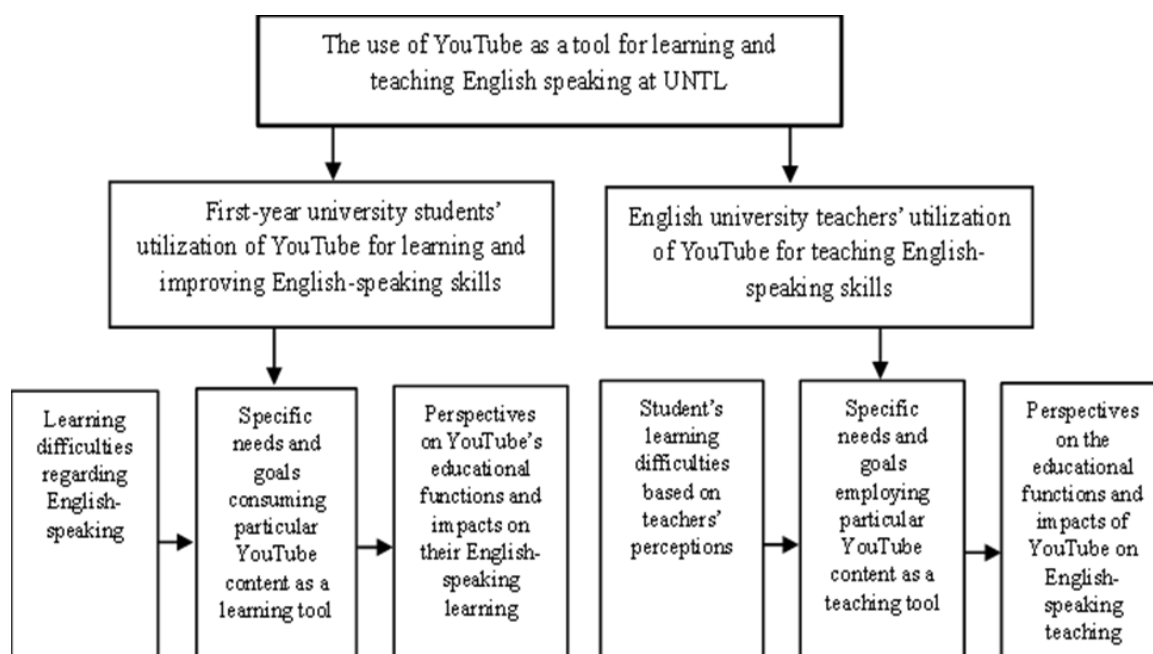 The use of YouTube as a tool for learning and
teaching English speaking at UNTL
First-year university students'
utilization of YouTube for learning and
improving English-speaking skills
English university teachers' utilization
of YouTube for teaching English-
speaking skills
Learning
difficulties
regarding
English-
speaking
Specific
needs and
goals
consuming
particular
YouTube
content as a
learning tool
Perspectives
on YouTube's
educational
functions and
impacts on
their English-
speaking
learning
Student's
learning
difficulties
based on
teachers'
perceptions
Specific
needs and
goals
employing
particular
YouTube
content as a
teaching tool
Perspectives
on the
educational
functions and
impacts of
YouTube on
English-
speaking
teaching